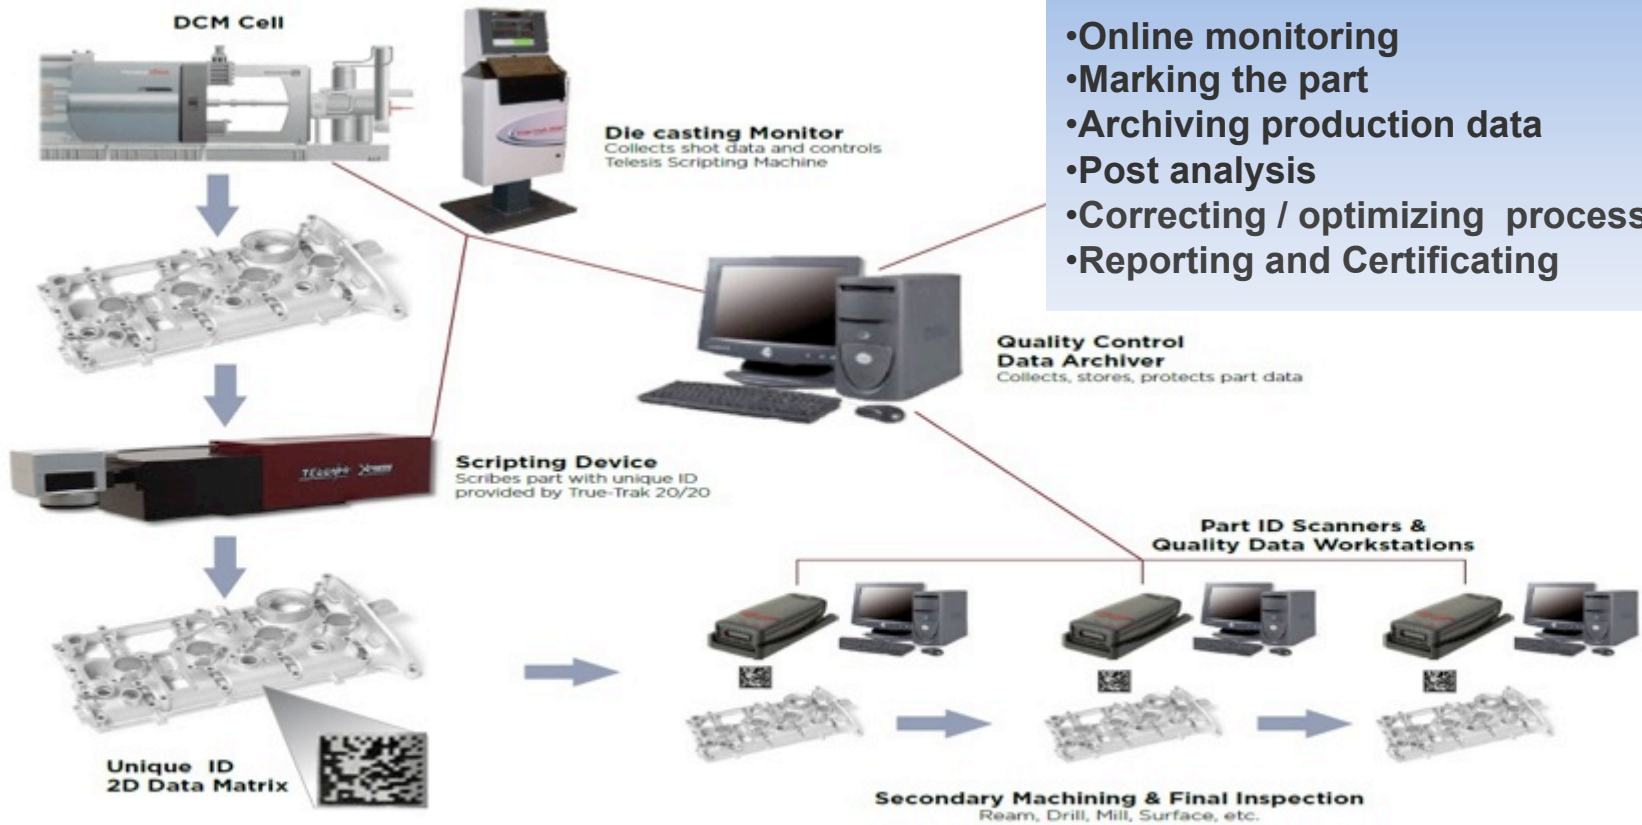 DCM Cell
Die casting Monitor
Collects shot data and controls
Telesis Scripting Machine
•Online monitoring
•Marking the part
•Archiving production data
•Post analysis
•Correcting / optimizing process
•Reporting and Certificating
Quality Control
Data Archiver
Collects, stores, protects part data
Scripting Device
Scribes part with unique ID
provided by True-Trak 20/20
TELESIS
Part ID Scanners &
Quality Data Workstations
Unique ID
2D Data Matrix
Secondary Machining & Final Inspection
Ream, Drill, Mill, Surface, etc.